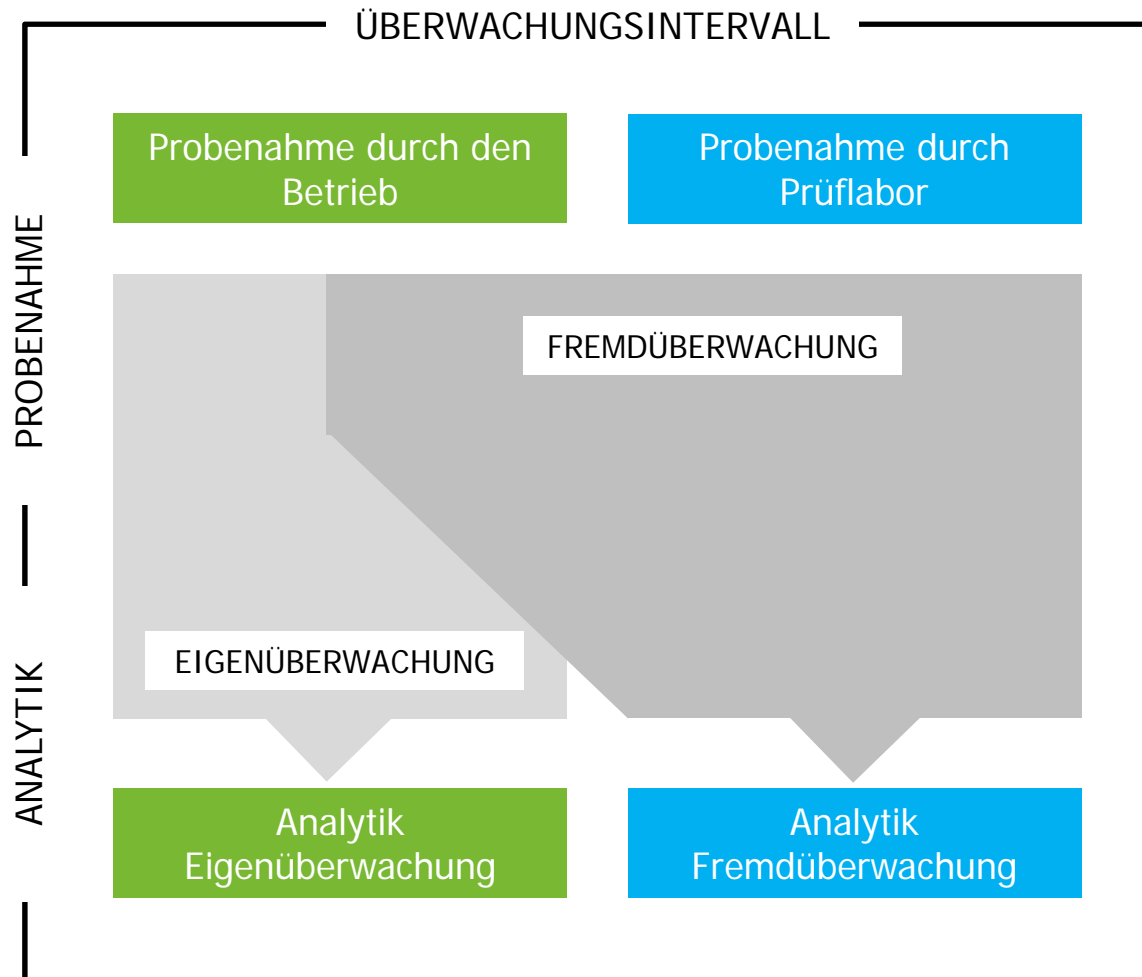 ÜBERWACHUNGSINTERVALL
Probenahme durch den
Betrieb
Probenahme durch
Prüflabor
PROBENAHME
FREMDÜBERWACHUNG
EIGENÜBERWACHUNG
ANALYTIK
Analytik
Eigenüberwachung
Analytik
Fremdüberwachung